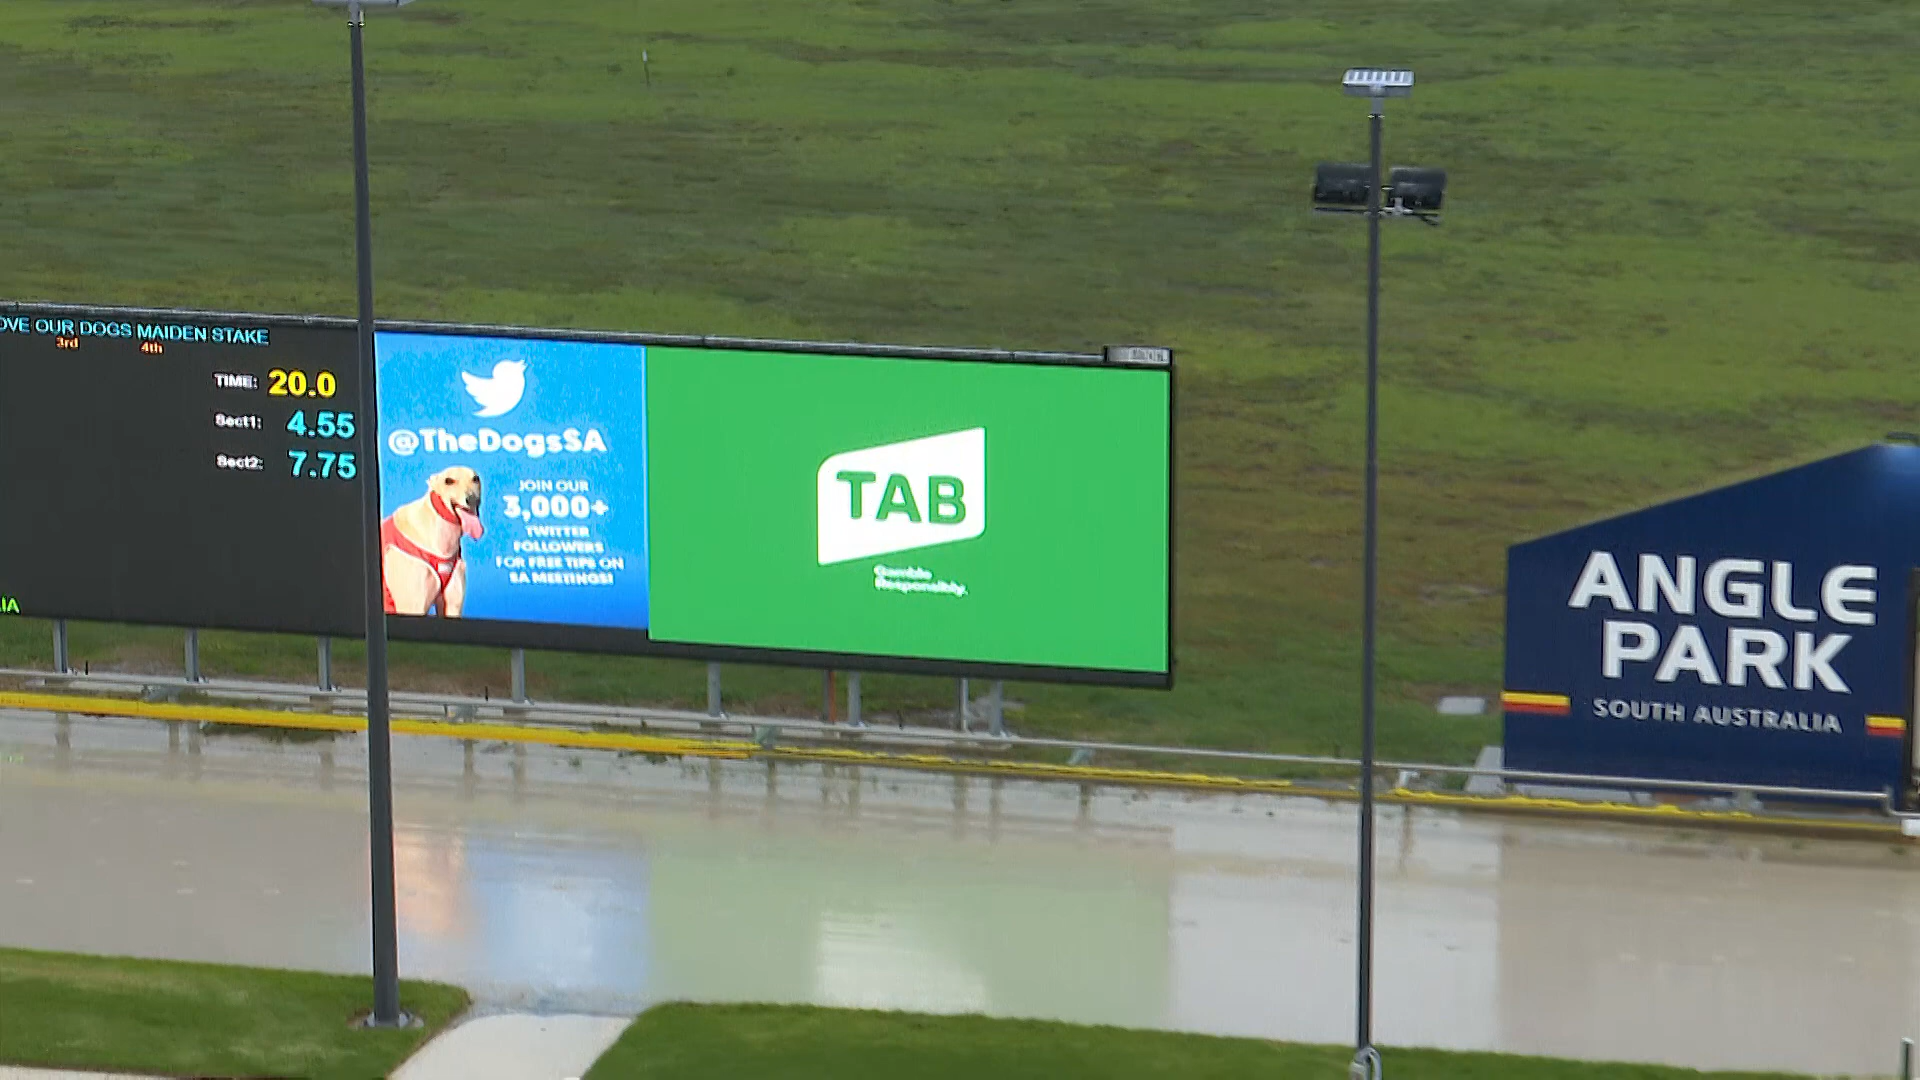 OVE OUR DOGS MAIDEN STAKE
3rd 4th
TIME: 20.0
Sect1: 4.55
Sect2: 7.75
IA
@TheDogsSA
JOIN OUR
3,000+
TWITTER
FOLLOWERS
FOR FREE TIPS ON
SA MEETINGS!
TAB
Gamble
Responsibly.
ANGLE
PARK
SOUTH AUSTRALIA